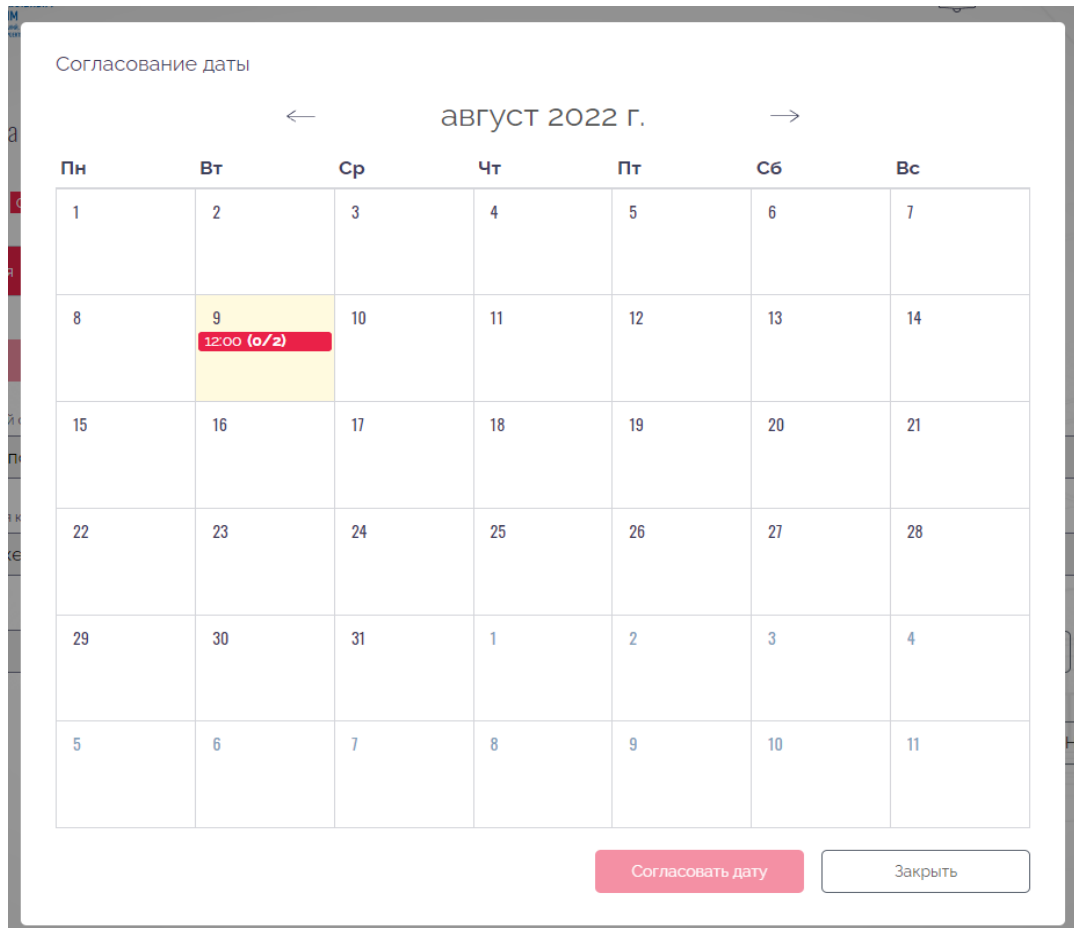 Согласование даты
← август 2022 г. →
Пн Вт Ср Чт Пт Сб Вс
1 2 3 4 5 6 7
8 9 10 11 12 13 14
12:00 (0/2)
15 16 17 18 19 20 21
22 23 24 25 26 27 28
29 30 31 1 2 3 4
5 6 7 8 9 10 11
Согласовать дату Закрыть